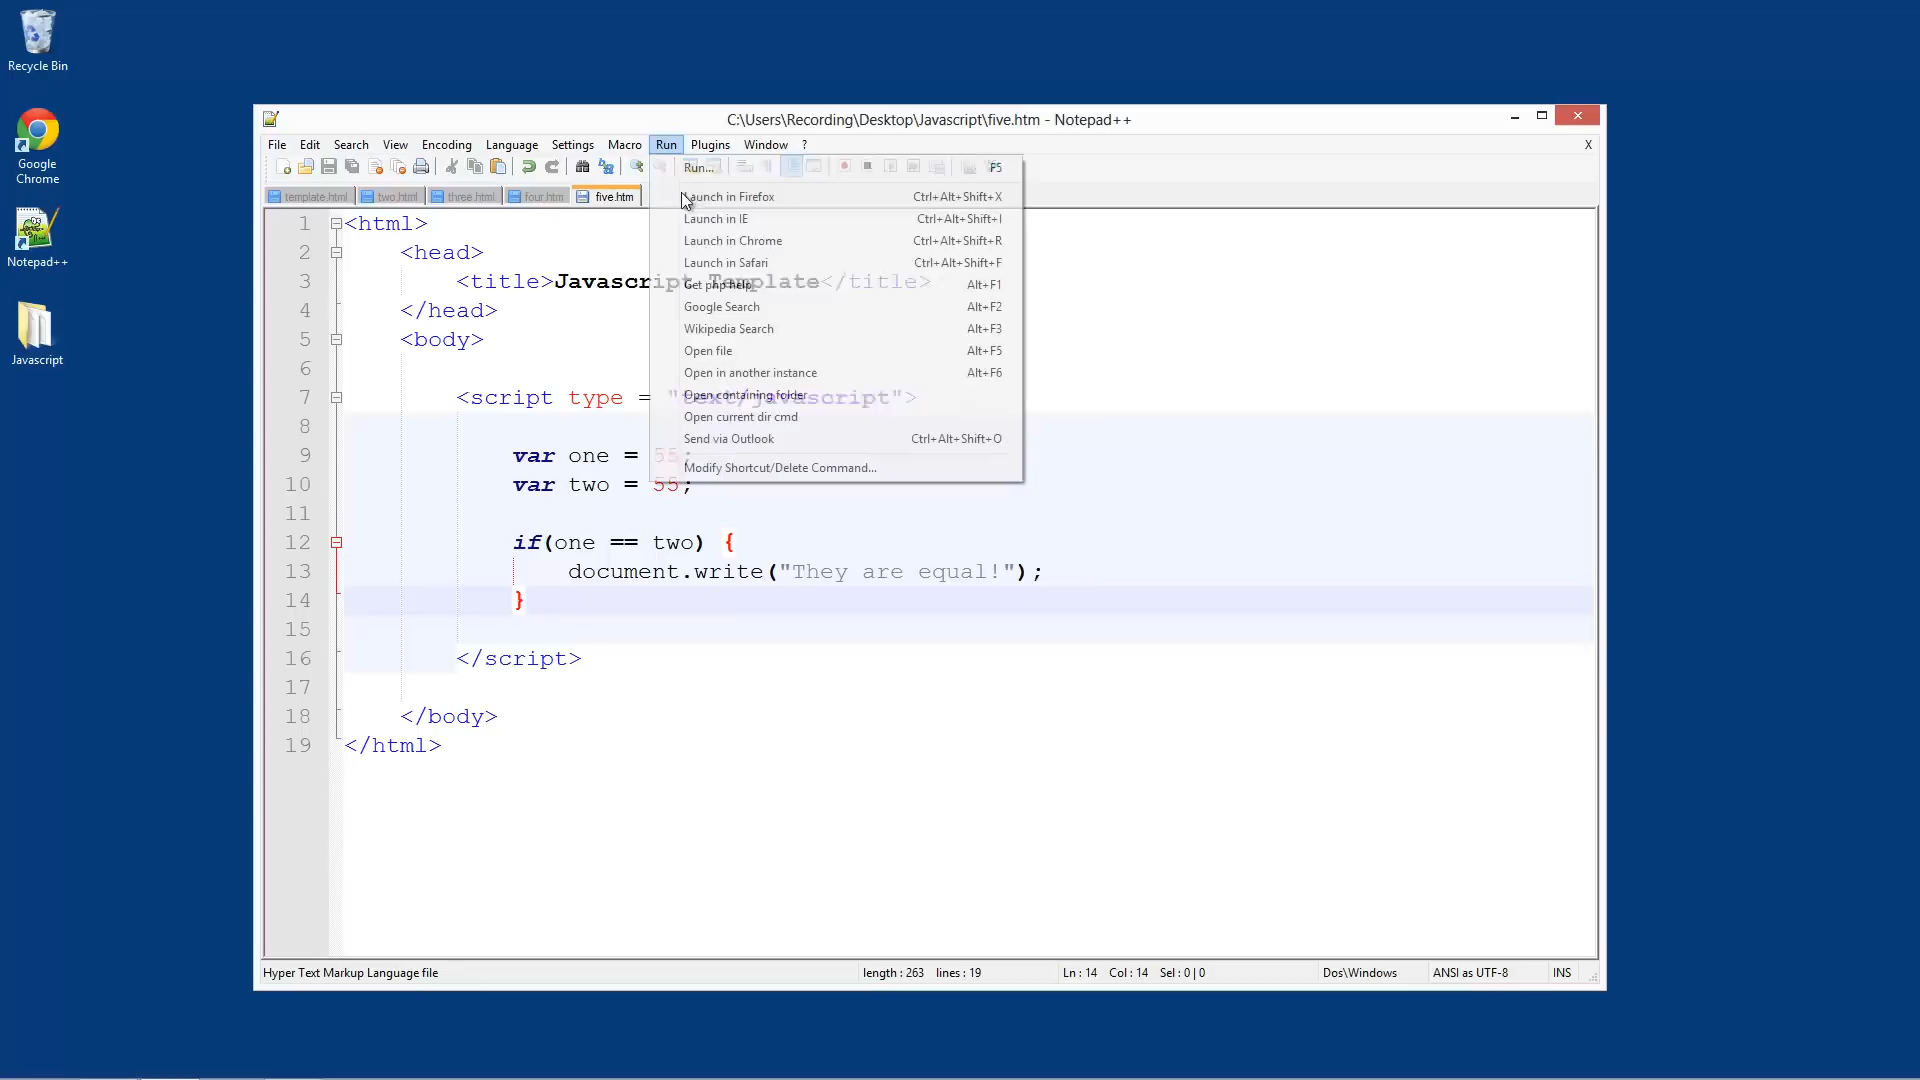 Recycle Bin
Google
Chrome
Notepad++
Javascript
C:\Users\Recording\Desktop\Javascript\five.htm - Notepad++
File Edit Search View Encoding Language Settings Macro Run Plugins Window ? X
template.html two.html three.html four.htm five.htm
Run... F5
Launch in Firefox Ctrl+Alt+Shift+X
Launch in IE Ctrl+Alt+Shift+I
Launch in Chrome Ctrl+Alt+Shift+R
Launch in Safari Ctrl+Alt+Shift+F
Get php help Alt+F1
Google Search Alt+F2
Wikipedia Search Alt+F3
Open file Alt+F5
Open in another instance Alt+F6
Open containing folder
Open current dir cmd
Send via Outlook Ctrl+Alt+Shift+O
Modify Shortcut/Delete Command...
1 <html>
2 <head>
3 <title>Javascript Template</title>
4 </head>
5 <body>
6
7 <script type = "text/javascript">
8
9 var one = 55;
10 var two = 55;
11
12 if(one == two) {
13 document.write("They are equal!");
14 }
15
16 </script>
17
18 </body>
19 </html>
Hyper Text Markup Language file length : 263 lines : 19 Ln : 14 Col : 14 Sel : 0 | 0 Dos\Windows ANSI as UTF-8 INS